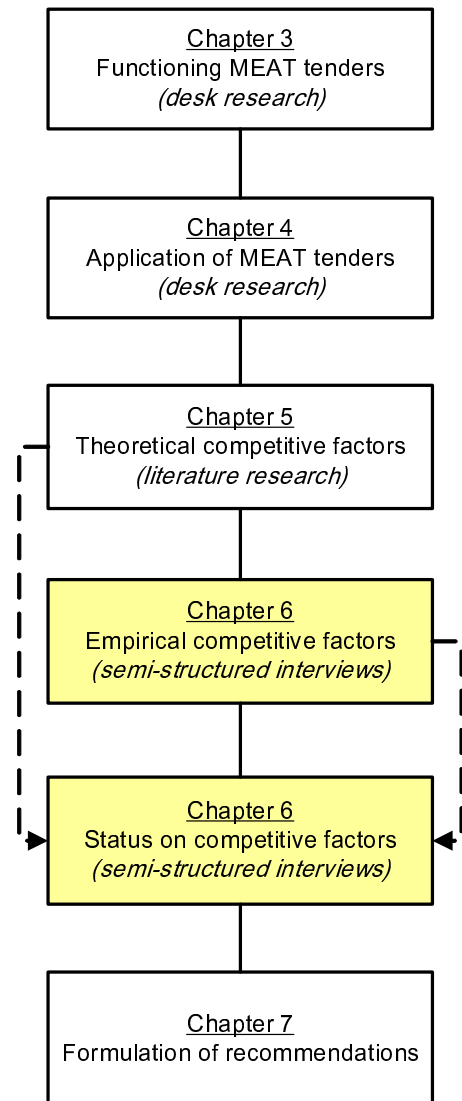 Chapter 3
Functioning MEAT tenders
(desk research)
Chapter 4
Application of MEAT tenders
(desk research)
Chapter 5
Theoretical competitive factors
(literature research)
Chapter 6
Empirical competitive factors
(semi-structured interviews)
Chapter 6
Status on competitive factors
(semi-structured interviews)
Chapter 7
Formulation of recommendations